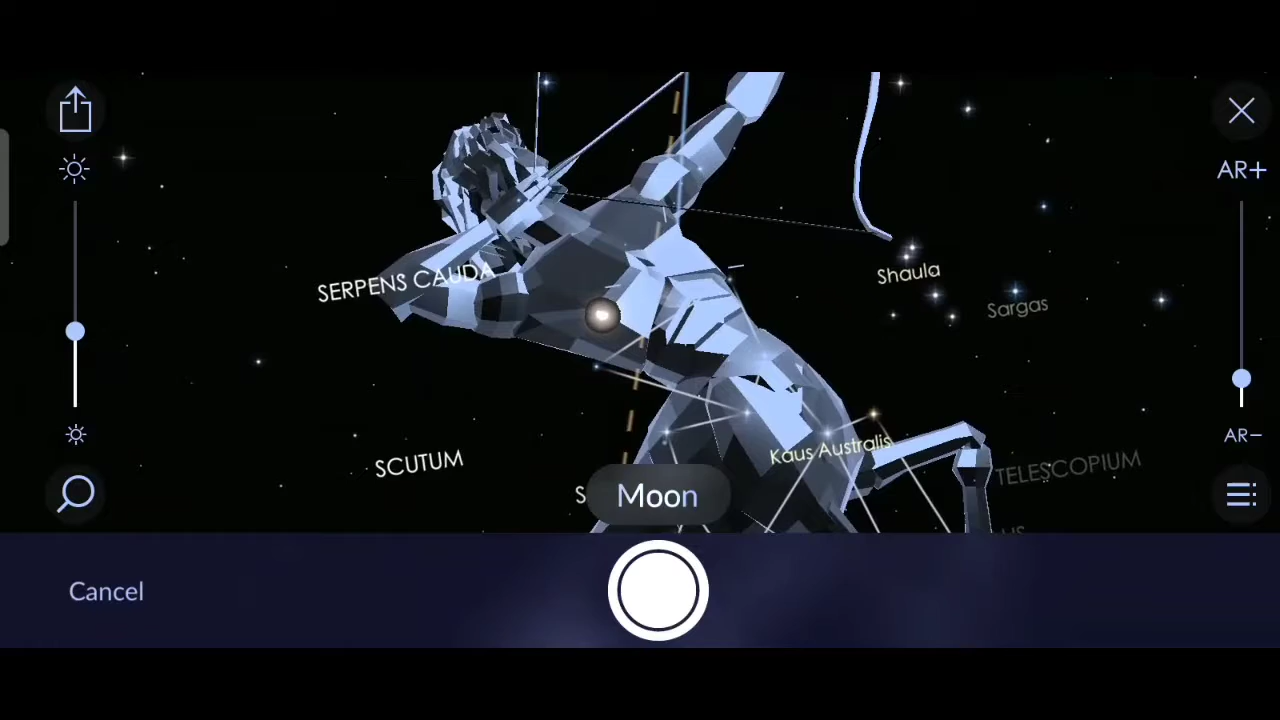 AR+
SERPENS CAUDA
Shaula
Sargas
Kaus Australis
AR−
SCUTUM
TELESCOPIUM
Moon
Cancel